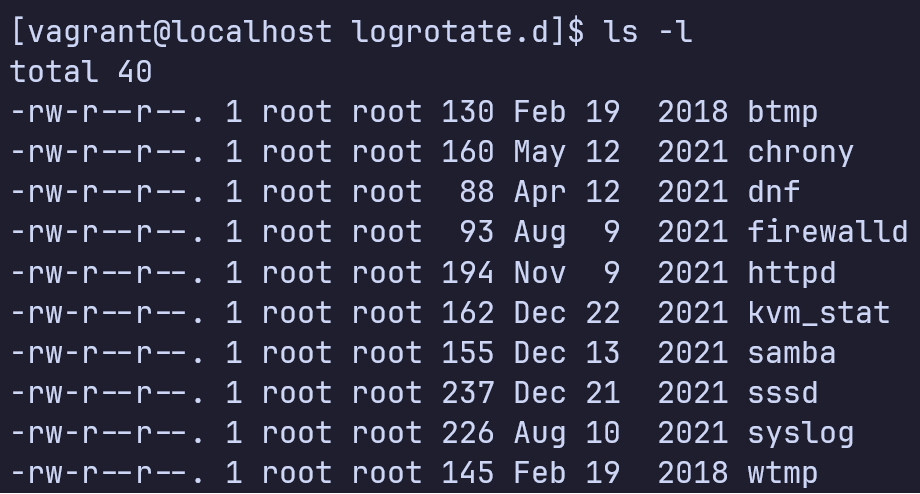 [vagrant@localhost logrotate.d]$ ls -l
total 40
-rw-r--r--. 1 root root 130 Feb 19  2018 btmp
-rw-r--r--. 1 root root 160 May 12  2021 chrony
-rw-r--r--. 1 root root  88 Apr 12  2021 dnf
-rw-r--r--. 1 root root  93 Aug  9  2021 firewalld
-rw-r--r--. 1 root root 194 Nov  9  2021 httpd
-rw-r--r--. 1 root root 162 Dec 22  2021 kvm_stat
-rw-r--r--. 1 root root 155 Dec 13  2021 samba
-rw-r--r--. 1 root root 237 Dec 21  2021 sssd
-rw-r--r--. 1 root root 226 Aug 10  2021 syslog
-rw-r--r--. 1 root root 145 Feb 19  2018 wtmp